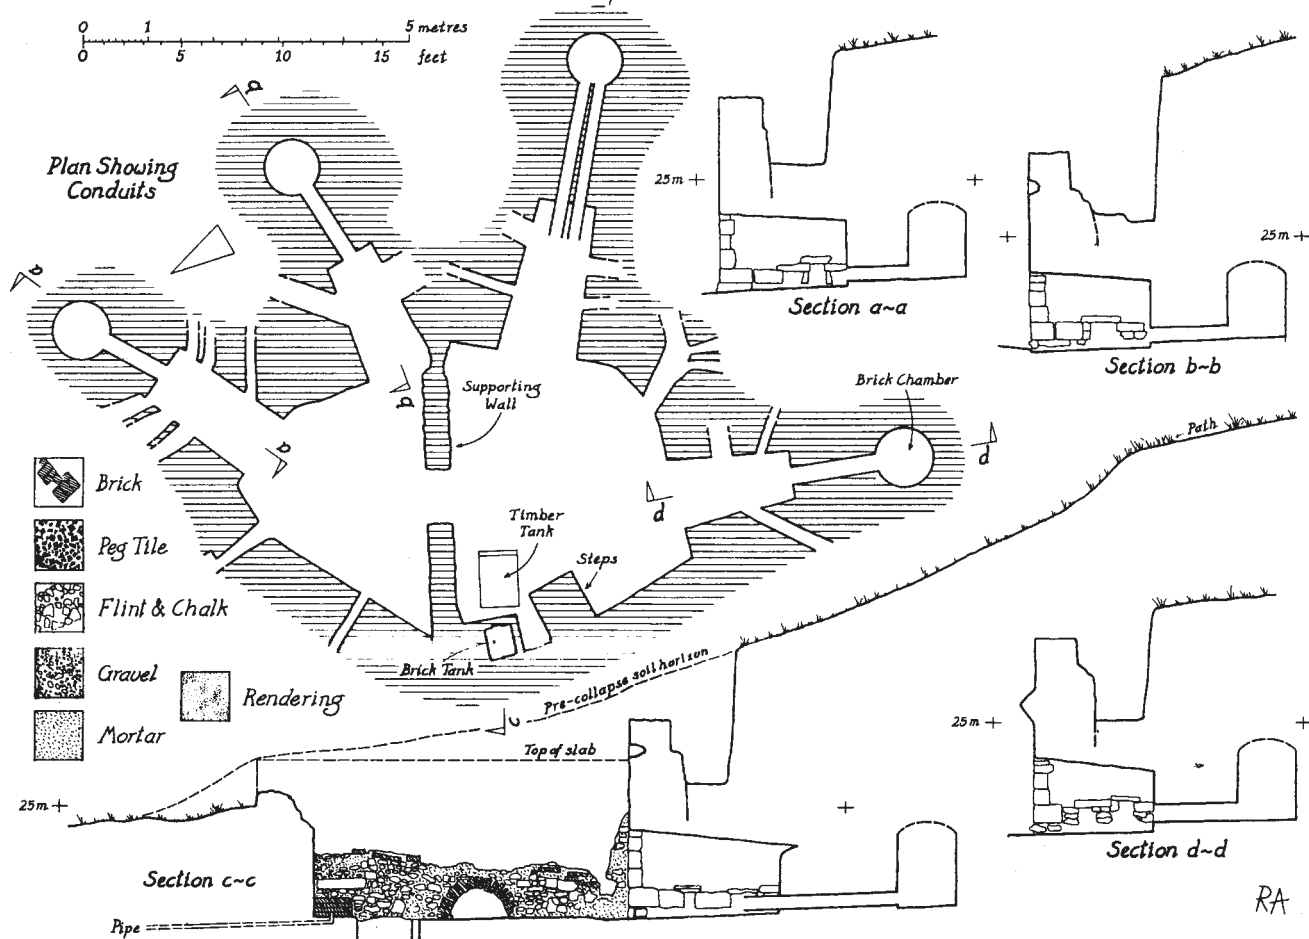 0 1 5 metres
0 5 10 15 feet
Plan Showing
Conduits
a
a
b
b
c
d
d
25m
Section a~a
25m
Section b~b
Supporting
Wall
Brick Chamber
Path
Timber
Tank
Steps
Brick Tank
Brick
Peg Tile
Flint & Chalk
Gravel
Mortar
Rendering
Pre-collapse soil horison
Top of slab
25m
Section c~c
Pipe
25m
Section d~d
RA